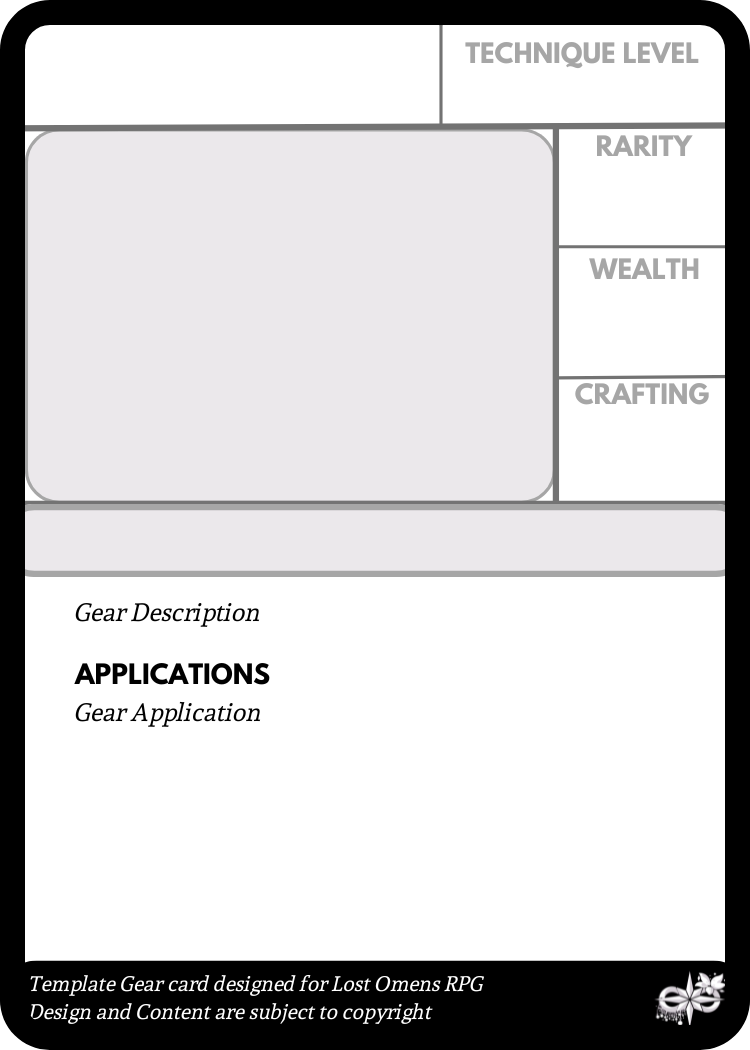 TECHNIQUE LEVEL
RARITY
WEALTH
CRAFTING
Gear Description
APPLICATIONS
Gear Application
Template Gear card designed for Lost Omens RPG
Design and Content are subject to copyright